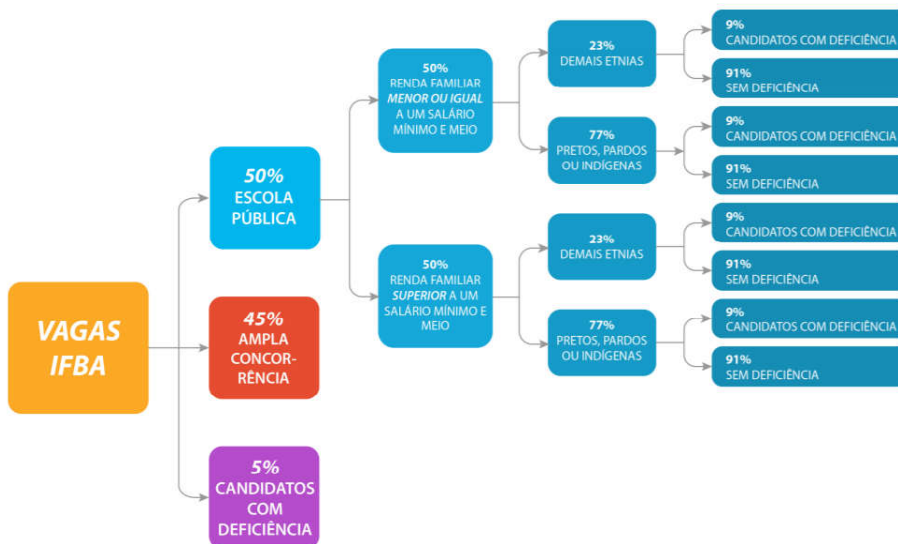 VAGAS
IFBA
50%
ESCOLA
PÚBLICA
45%
AMPLA
CONCOR-
RÊNCIA
5%
CANDIDATOS
COM
DEFICIÊNCIA
50%
RENDA FAMILIAR
MENOR OU IGUAL
A UM SALÁRIO
MÍNIMO E MEIO
50%
RENDA FAMILIAR
SUPERIOR A UM
SALÁRIO MÍNIMO E
MEIO
23%
DEMAIS ETNIAS
77%
PRETOS, PARDOS
OU INDÍGENAS
23%
DEMAIS ETNIAS
77%
PRETOS, PARDOS
OU INDÍGENAS
9%
CANDIDATOS COM DEFICIÊNCIA
91%
SEM DEFICIÊNCIA
9%
CANDIDATOS COM DEFICIÊNCIA
91%
SEM DEFICIÊNCIA
9%
CANDIDATOS COM DEFICIÊNCIA
91%
SEM DEFICIÊNCIA
9%
CANDIDATOS COM DEFICIÊNCIA
91%
SEM DEFICIÊNCIA